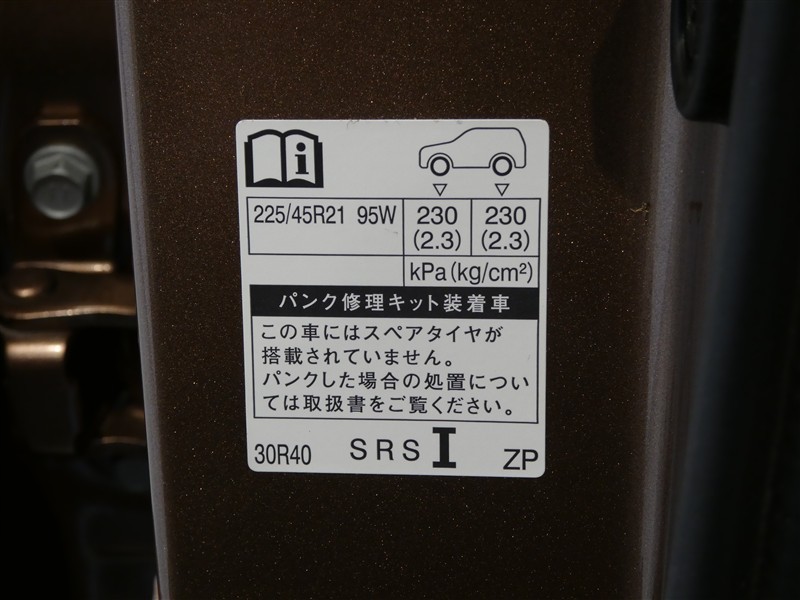 225/45R21 95W 230 230
(2.3) (2.3)
kPa(kg/cm²)
パンク修理キット装着車
この車にはスペアタイヤが
搭載されていません。
パンクした場合の処置につい
ては取扱書をご覧ください。
30R40 SRS I ZP